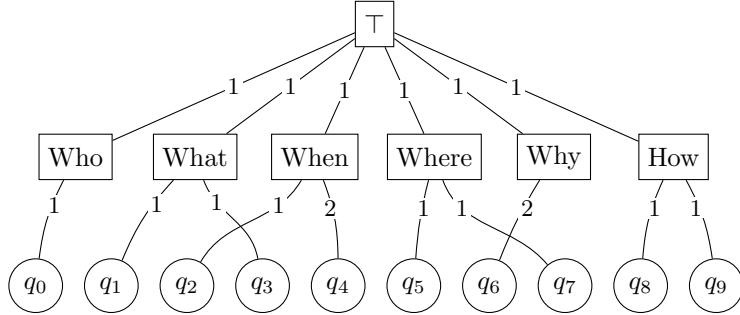 ⊤
1 1 1 1 1 1
Who What When Where Why How
1 1 1 1 2 1 1 2 1 1
q0 q1 q2 q3 q4 q5 q6 q7 q8 q9